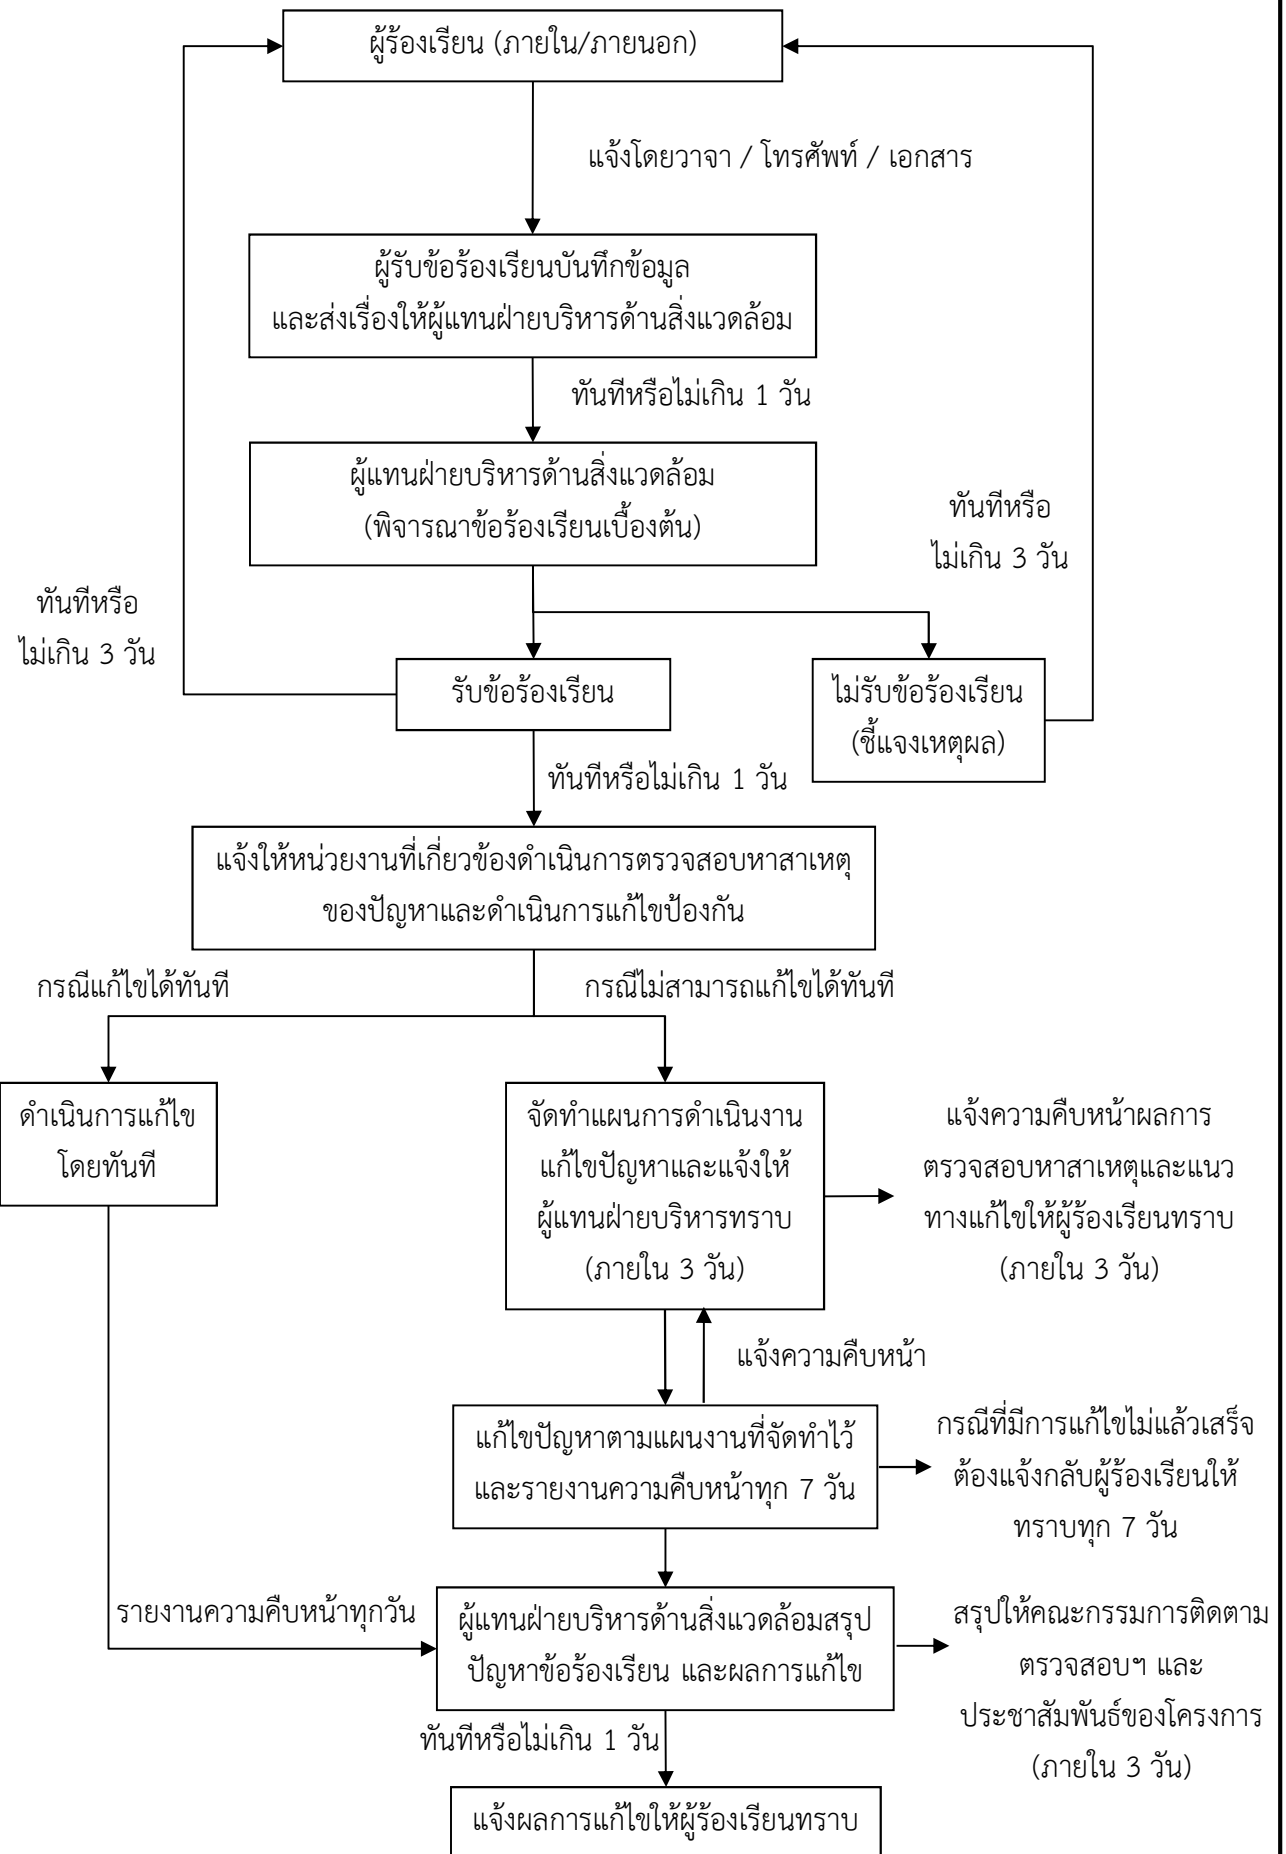 ผู้ร้องเรียน (ภายใน/ภายนอก)
แจ้งโดยวาจา / โทรศัพท์ / เอกสาร
ผู้รับข้อร้องเรียนบันทึกข้อมูล
และส่งเรื่องให้ผู้แทนฝ่ายบริหารด้านสิ่งแวดล้อม
ทันทีหรือไม่เกิน 1 วัน
ผู้แทนฝ่ายบริหารด้านสิ่งแวดล้อม
(พิจารณาข้อร้องเรียนเบื้องต้น)
ทันทีหรือ
ไม่เกิน 3 วัน
ทันทีหรือ
ไม่เกิน 3 วัน
รับข้อร้องเรียน
ไม่รับข้อร้องเรียน
(ชี้แจงเหตุผล)
ทันทีหรือไม่เกิน 1 วัน
แจ้งให้หน่วยงานที่เกี่ยวข้องดำเนินการตรวจสอบหาสาเหตุ
ของปัญหาและดำเนินการแก้ไขป้องกัน
กรณีแก้ไขได้ทันที
กรณีไม่สามารถแก้ไขได้ทันที
ดำเนินการแก้ไข
โดยทันที
จัดทำแผนการดำเนินงาน
แก้ไขปัญหาและแจ้งให้
ผู้แทนฝ่ายบริหารทราบ
(ภายใน 3 วัน)
แจ้งความคืบหน้าผลการ
ตรวจสอบหาสาเหตุและแนว
ทางแก้ไขให้ผู้ร้องเรียนทราบ
(ภายใน 3 วัน)
แจ้งความคืบหน้า
แก้ไขปัญหาตามแผนงานที่จัดทำไว้
และรายงานความคืบหน้าทุก 7 วัน
กรณีที่มีการแก้ไขไม่แล้วเสร็จ
ต้องแจ้งกลับผู้ร้องเรียนให้
ทราบทุก 7 วัน
รายงานความคืบหน้าทุกวัน
ผู้แทนฝ่ายบริหารด้านสิ่งแวดล้อมสรุป
ปัญหาข้อร้องเรียน และผลการแก้ไข
สรุปให้คณะกรรมการติดตาม
ตรวจสอบฯ และ
ประชาสัมพันธ์ของโครงการ
(ภายใน 3 วัน)
ทันทีหรือไม่เกิน 1 วัน
แจ้งผลการแก้ไขให้ผู้ร้องเรียนทราบ